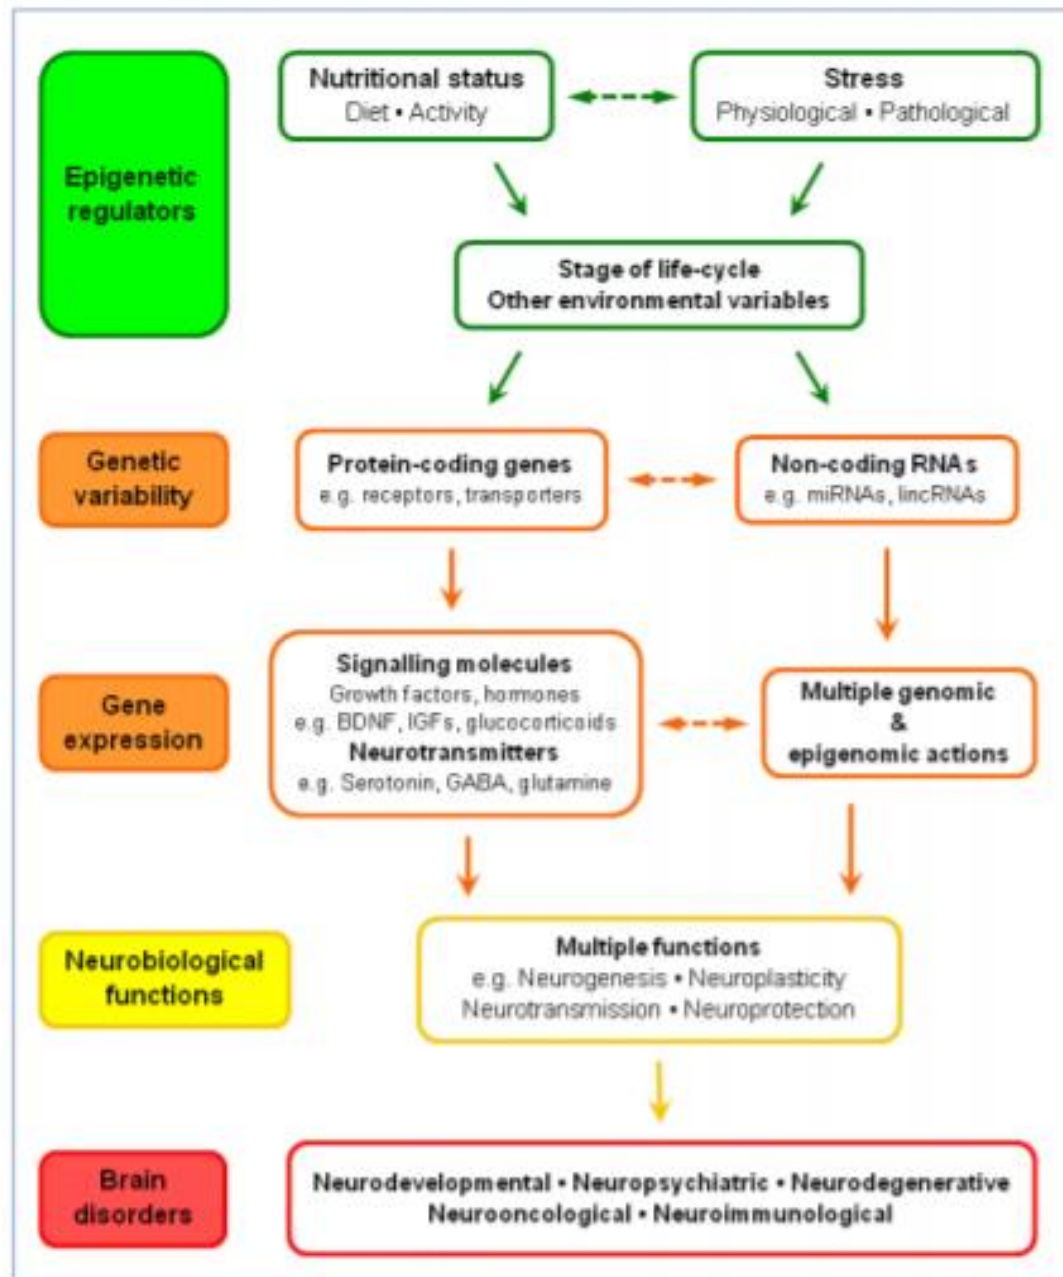 Nutritional status
Diet • Activity
Stress
Physiological • Pathological
Epigenetic
regulators
Stage of life-cycle
Other environmental variables
Genetic
variability
Protein-coding genes
e.g. receptors, transporters
Non-coding RNAs
e.g. miRNAs, lincRNAs
Gene
expression
Signalling molecules
Growth factors, hormones
e.g. BDNF, IGFs, glucocorticoids
Neurotransmitters
e.g. Serotonin, GABA, glutamine
Multiple genomic
&
epigenomic actions
Neurobiological
functions
Multiple functions
e.g. Neurogenesis • Neuroplasticity
Neurotransmission • Neuroprotection
Brain
disorders
Neurodevelopmental • Neuropsychiatric • Neurodegenerative
Neurooncological • Neuroimmunological